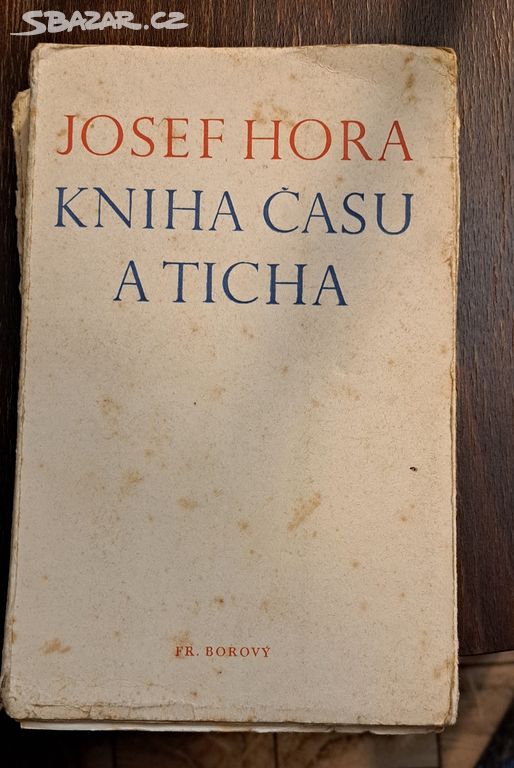 SBAZAR.CZ
JOSEF HORA
KNIHA ČASU
A TICHA
FR. BOROVÝ